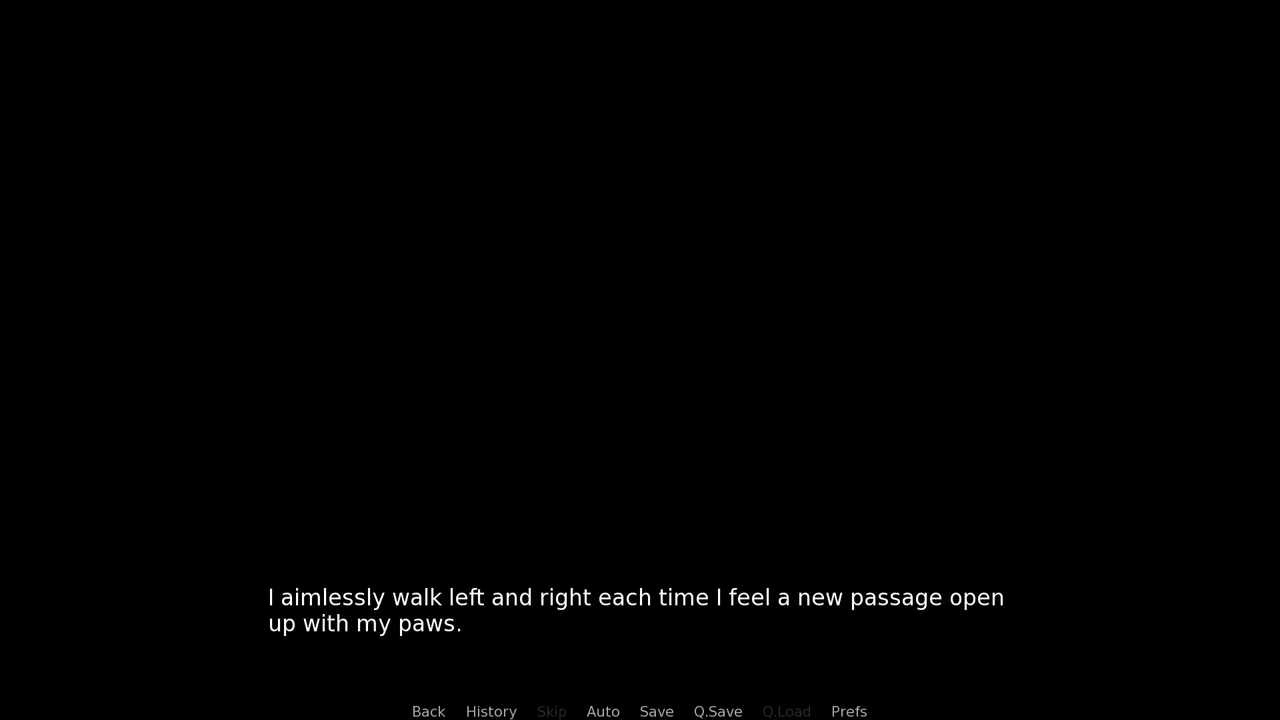 I aimlessly walk left and right each time I feel a new passage open
up with my paws.
Back History Skip Auto Save Q.Save Q.Load Prefs